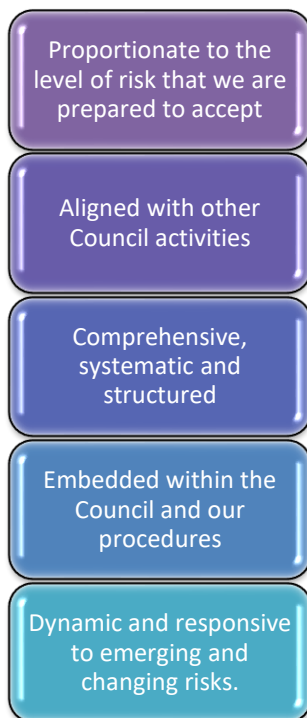 Proportionate to the
level of risk that we are
prepared to accept
Aligned with other
Council activities
Comprehensive,
systematic and
structured
Embedded within the
Council and our
procedures
Dynamic and responsive
to emerging and
changing risks.